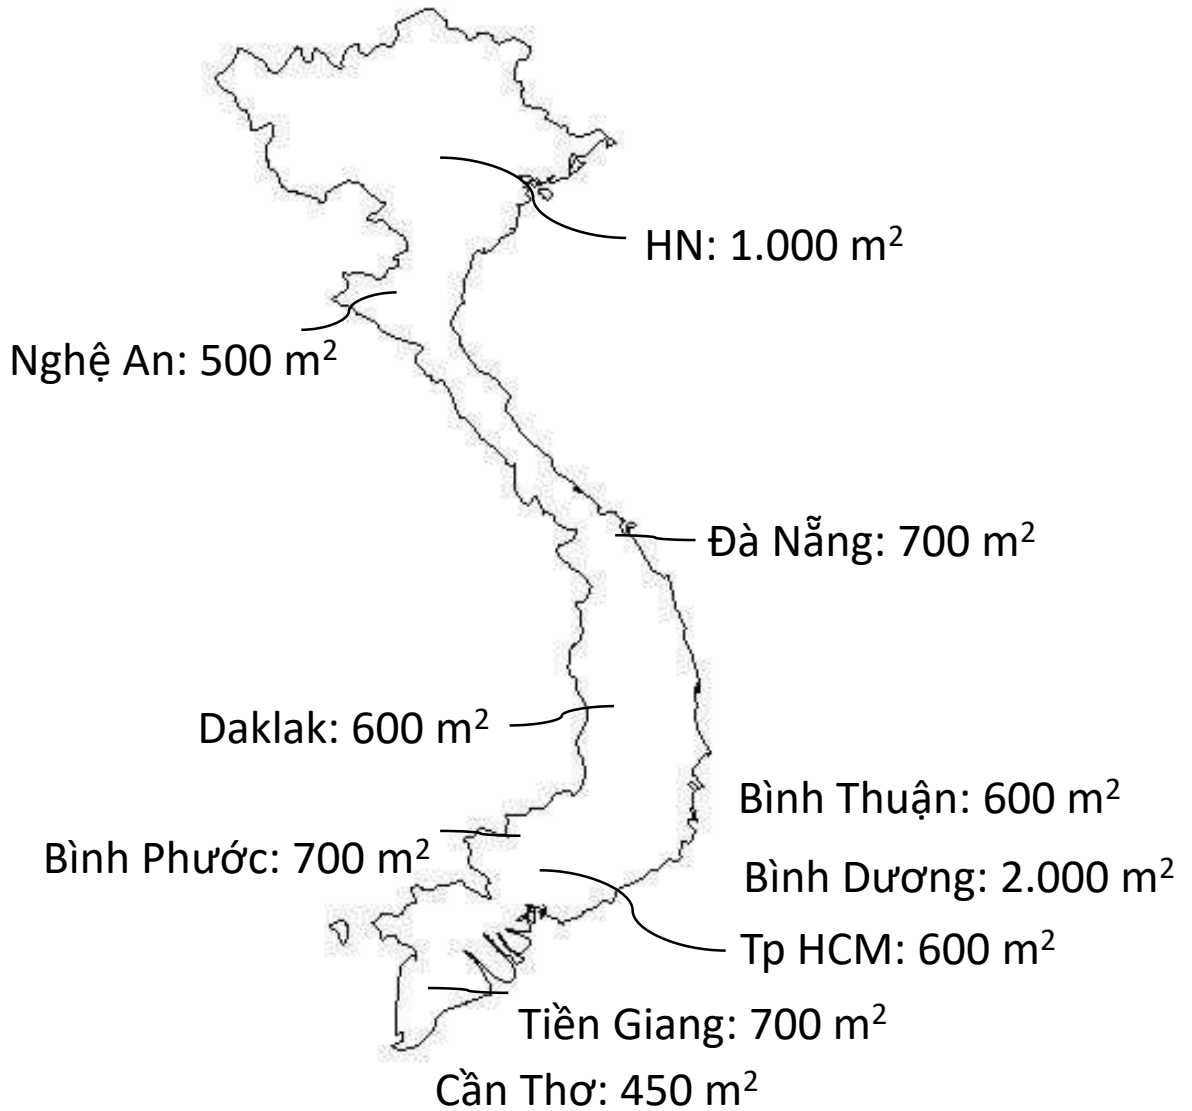 HN: 1.000 m²
Nghệ An: 500 m²
Đà Nẵng: 700 m²
Daklak: 600 m²
Bình Thuận: 600 m²
Bình Phước: 700 m²
Bình Dương: 2.000 m²
Tp HCM: 600 m²
Tiền Giang: 700 m²
Cần Thơ: 450 m²